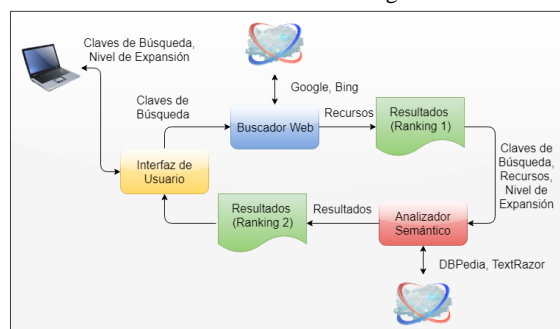 Claves de Búsqueda,
Nivel de Expansión
Google, Bing
Claves de
Búsqueda
Buscador Web
Recursos
Resultados
(Ranking 1)
Interfaz de
Usuario
Claves de
Búsqueda,
Recursos,
Nivel de
Expansión
Resultados
(Ranking 2)
Resultados
Analizador
Semántico
DBPedia, TextRazor